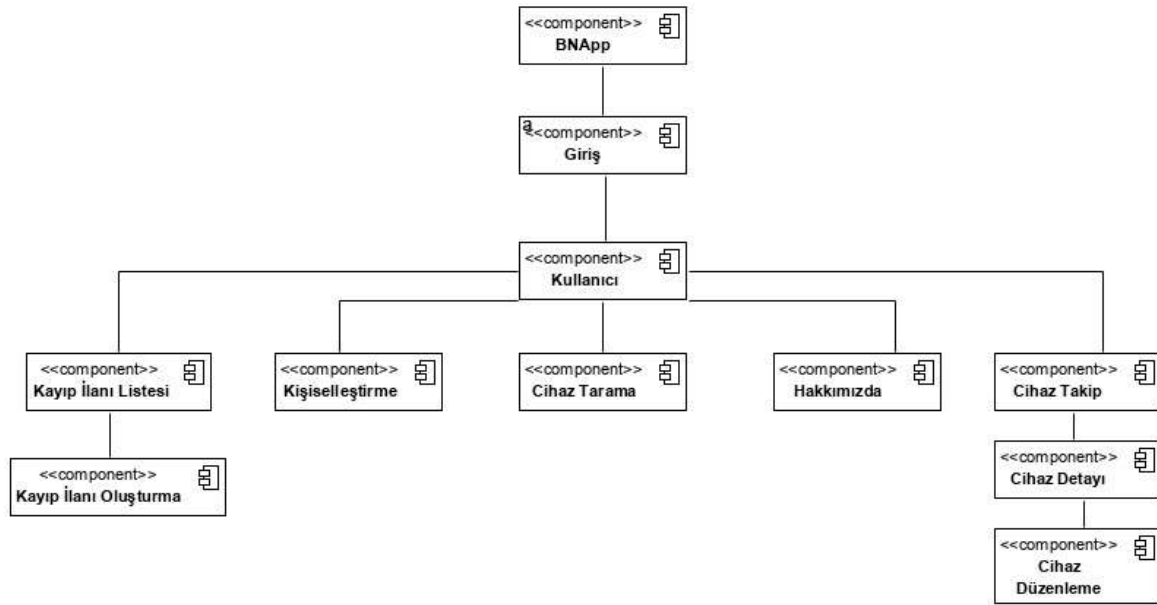 <<component>>
BNApp
a
<<component>>
Giriş
<<component>>
Kullanıcı
<<component>>
Kayıp İlanı Listesi
<<component>>
Kişiselleştirme
<<component>>
Cihaz Tarama
<<component>>
Hakkımızda
<<component>>
Cihaz Takip
<<component>>
Kayıp İlanı Oluşturma
<<component>>
Cihaz Detayı
<<component>>
Cihaz
Düzenleme